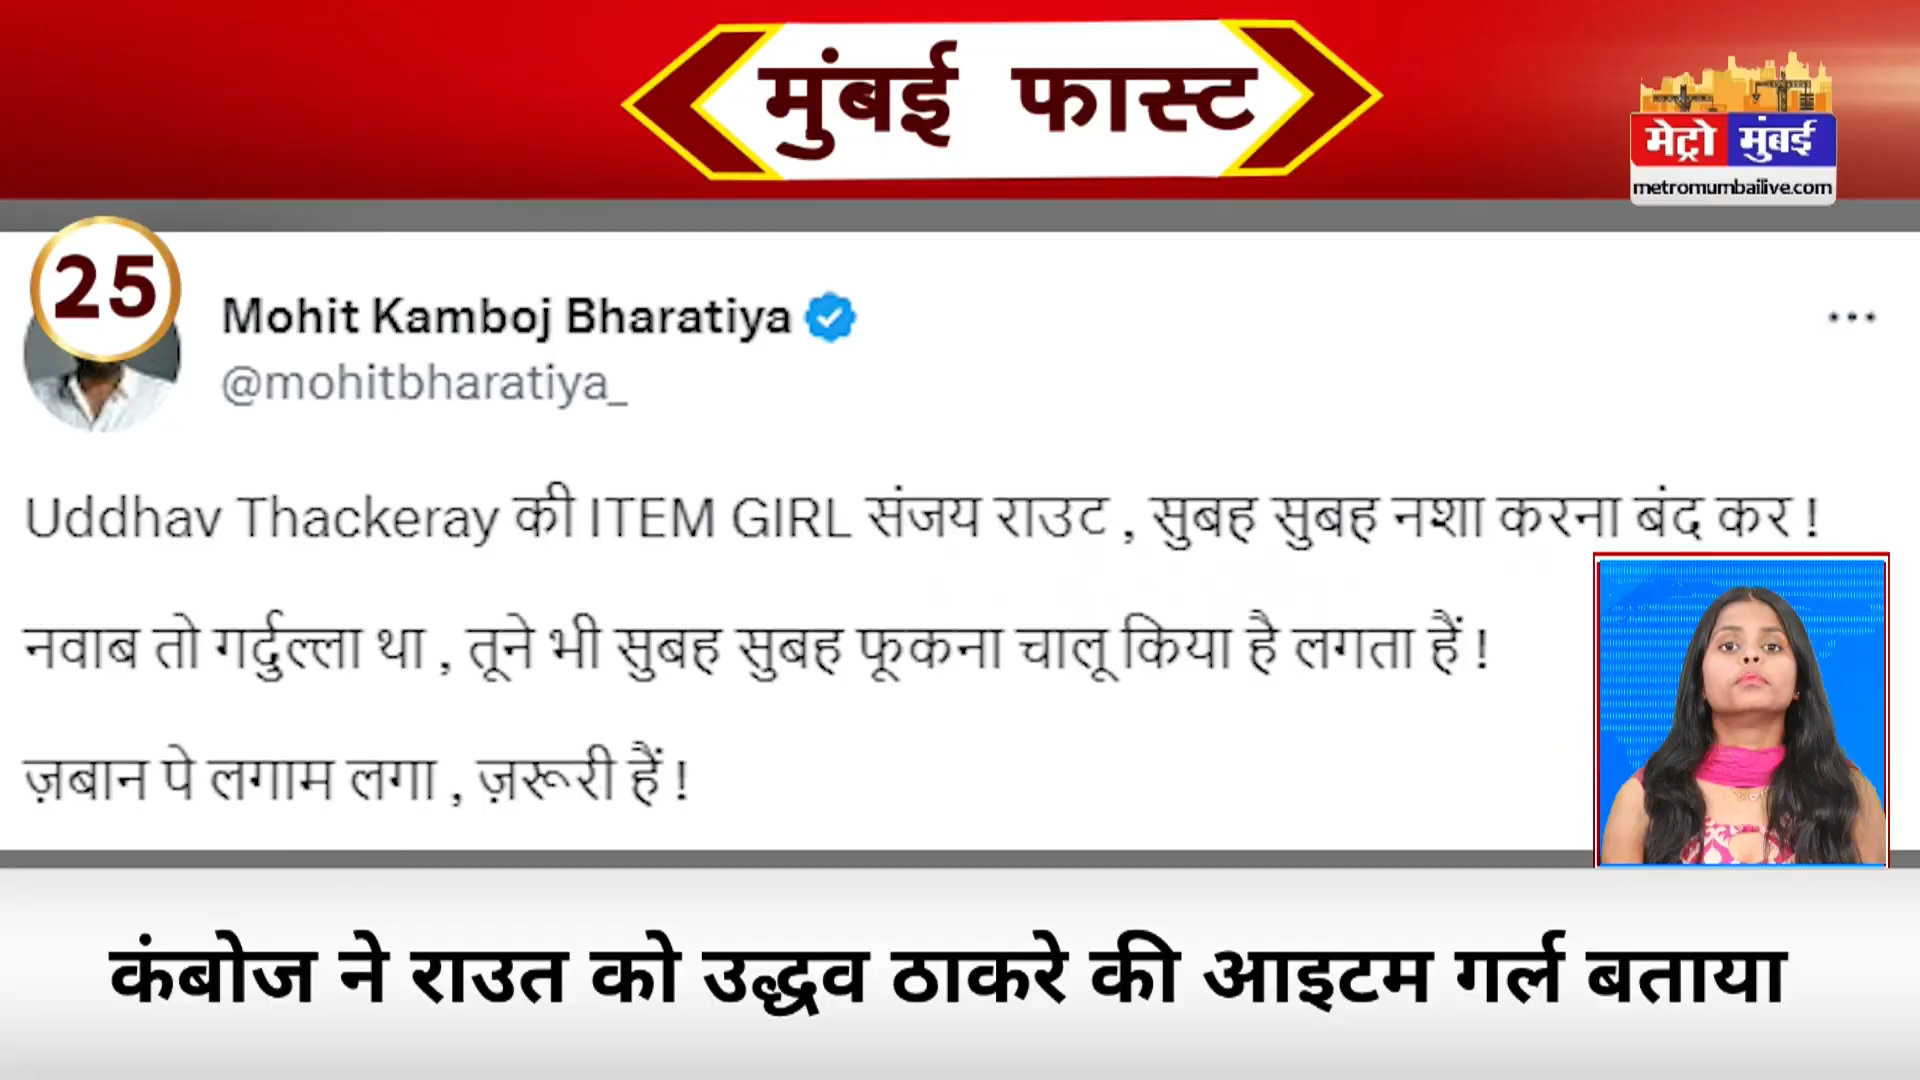 मुंबई फास्ट
मेट्रो मुंबई
metromumbailive.com
25
Mohit Kamboj Bharatiya
@mohitbharatiya_
Uddhav Thackeray की ITEM GIRL संजय राउट , सुबह सुबह नशा करना बंद कर !
नवाब तो गर्दुल्ला था , तूने भी सुबह सुबह फूकना चालू किया है लगता हैं !
ज़बान पे लगाम लगा , ज़रूरी हैं !
कंबोज ने राउत को उद्धव ठाकरे की आइटम गर्ल बताया